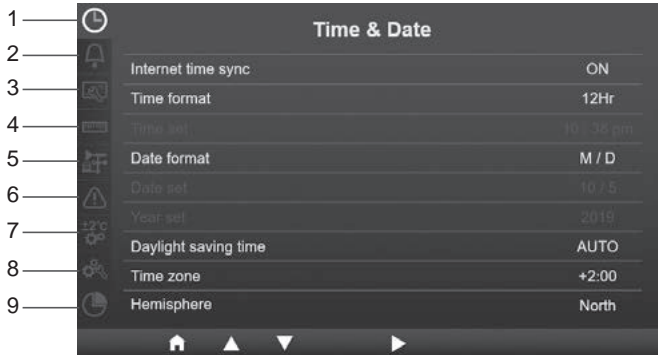 1
Time & Date
2
Internet time sync ON
3
Time format 12Hr
4
Time set 10 : 38 pm
5
Date format M / D
6
Date set 10 / 5
Year set 2019
7
±2°C
Daylight saving time AUTO
8
Time zone +2:00
9
Hemisphere North